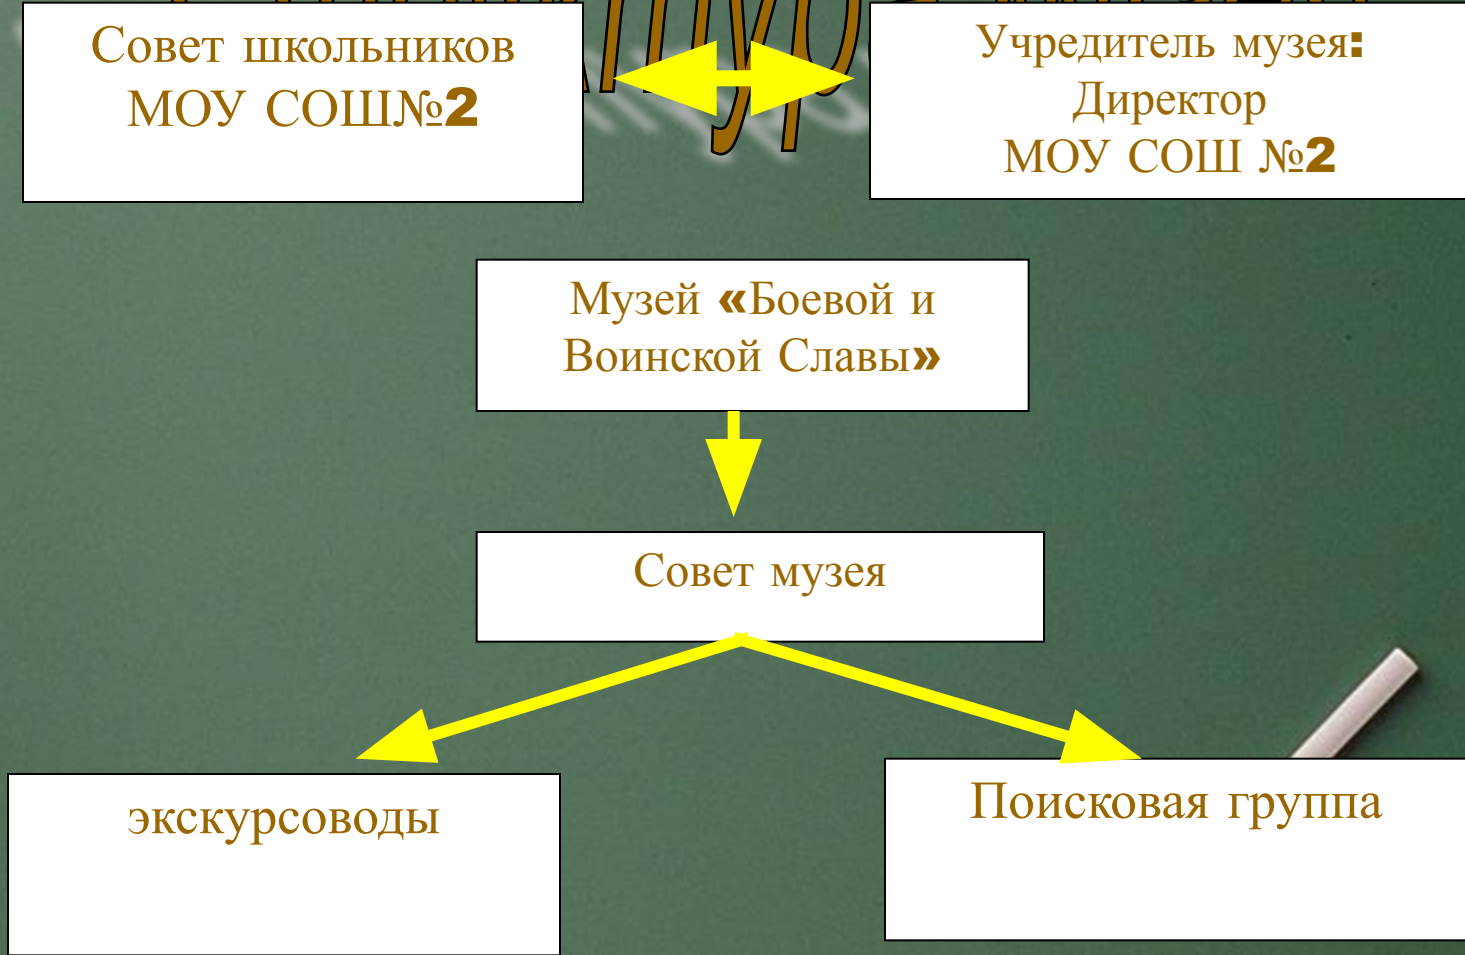 Совет школьников
МОУ СОШ№2
Учредитель музея:
Директор
МОУ СОШ №2
Музей «Боевой и
Воинской Славы»
Совет музея
экскурсоводы
Поисковая группа